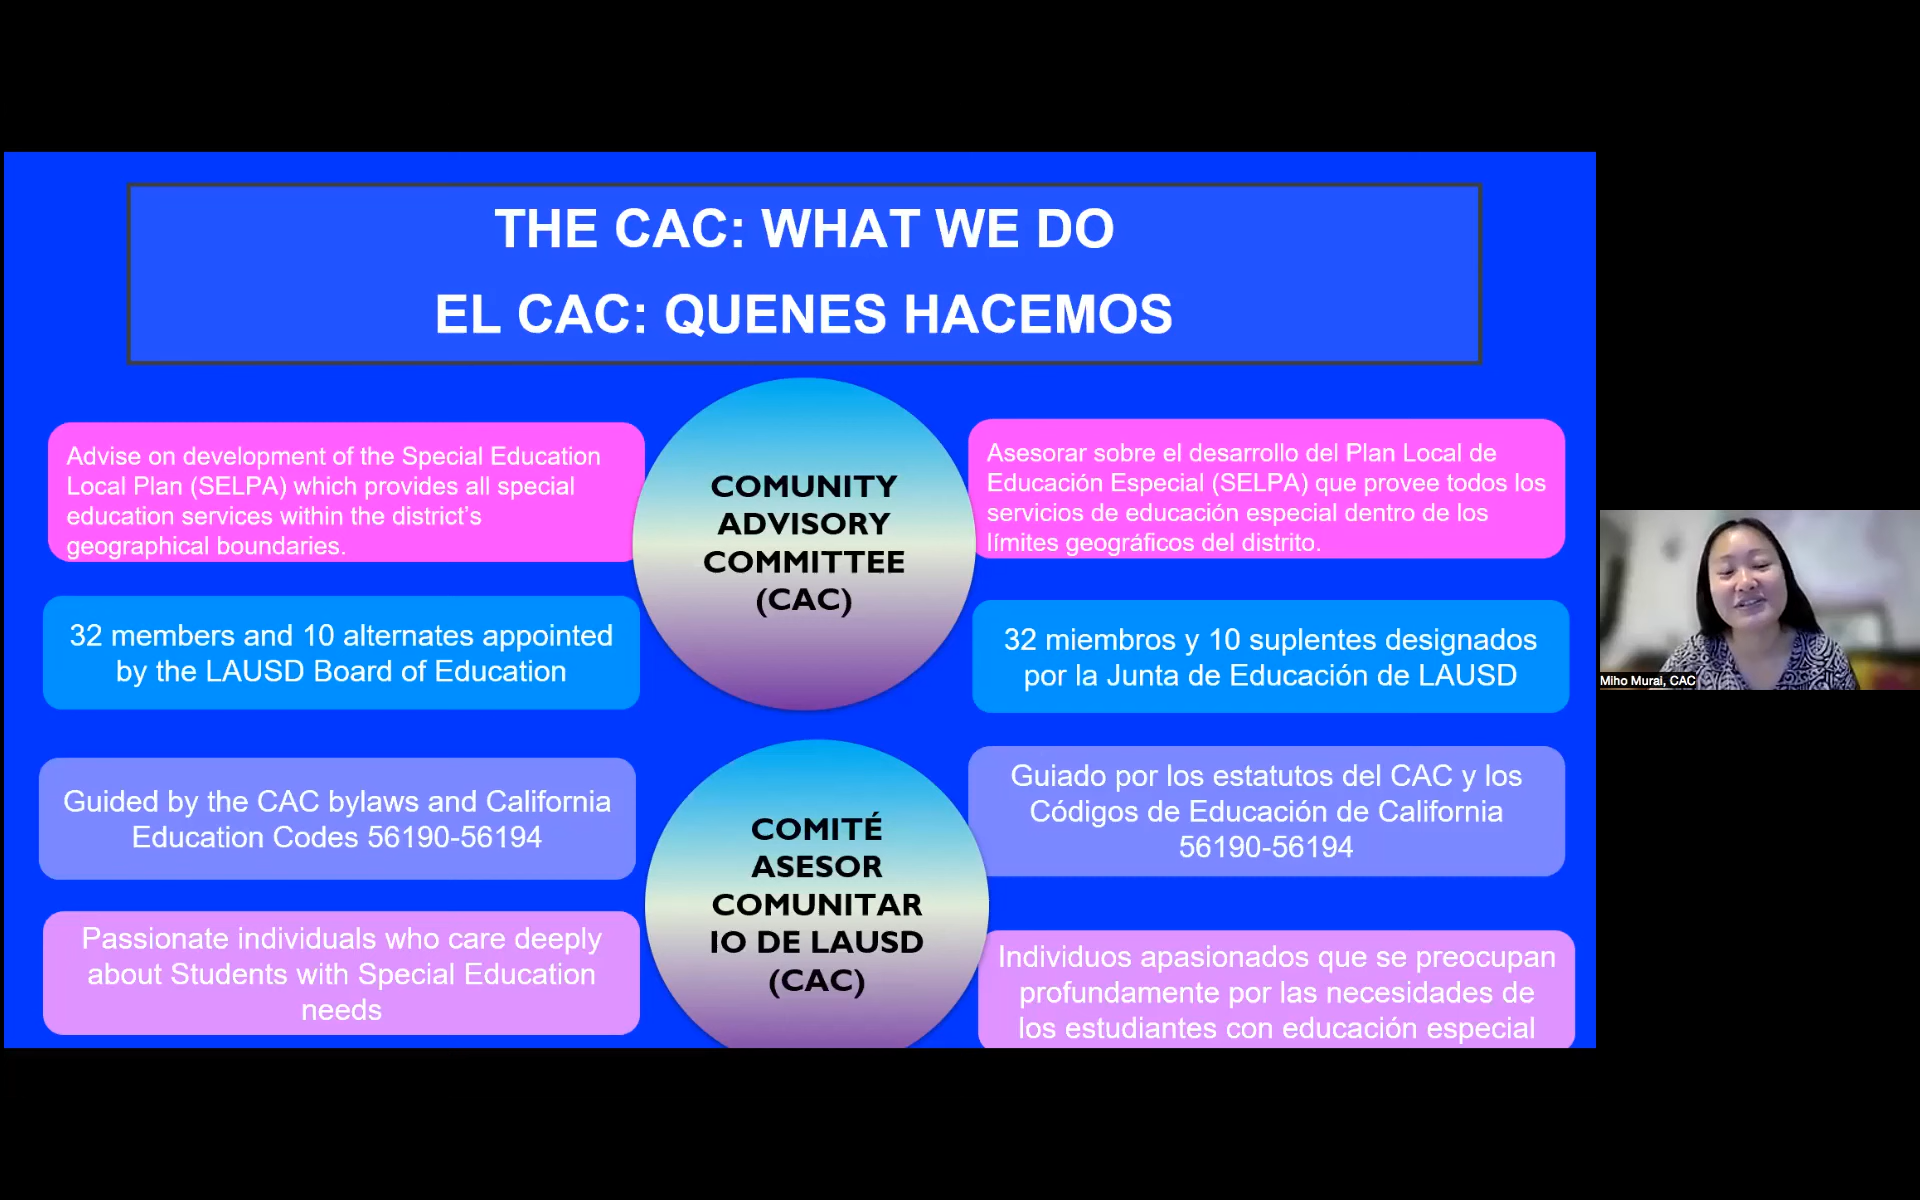 THE CAC: WHAT WE DO
EL CAC: QUENES HACEMOS
Advise on development of the Special Education
Local Plan (SELPA) which provides all special
education services within the district's
geographical boundaries.
32 members and 10 alternates appointed
by the LAUSD Board of Education
Guided by the CAC bylaws and California
Education Codes 56190-56194
Passionate individuals who care deeply
about Students with Special Education
needs
COMUNITY
ADVISORY
COMMITTEE
(CAC)
COMITÉ
ASESOR
COMUNITAR
IO DE LAUSD
(CAC)
Asesorar sobre el desarrollo del Plan Local de
Educación Especial (SELPA) que provee todos los
servicios de educación especial dentro de los
límites geográficos del distrito.
32 miembros y 10 suplentes designados
por la Junta de Educación de LAUSD
Guiado por los estatutos del CAC y los
Códigos de Educación de California
56190-56194
Individuos apasionados que se preocupan
profundamente por las necesidades de
los estudiantes con educación especial
Miho Murai, CAC